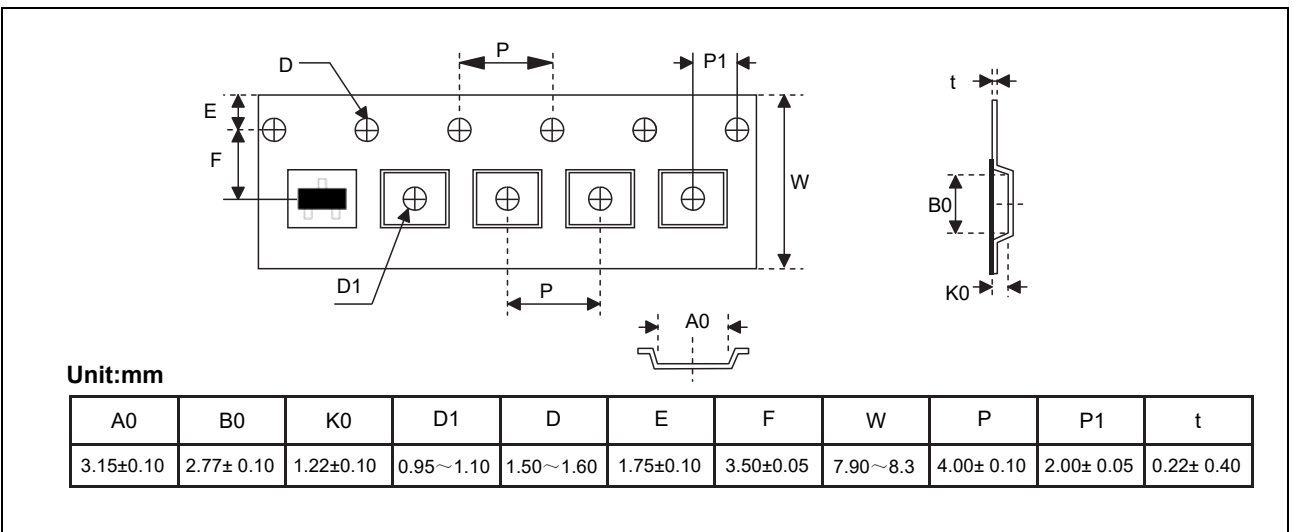 P
D
P1
t
E
F
W
B0
D1
P
K0
A0
Unit:mm
A0 B0 K0 D1 D E F W P P1 t
3.15±0.10 2.77± 0.10 1.22±0.10 0.95～1.10 1.50～1.60 1.75±0.10 3.50±0.05 7.90～8.3 4.00± 0.10 2.00± 0.05 0.22± 0.40